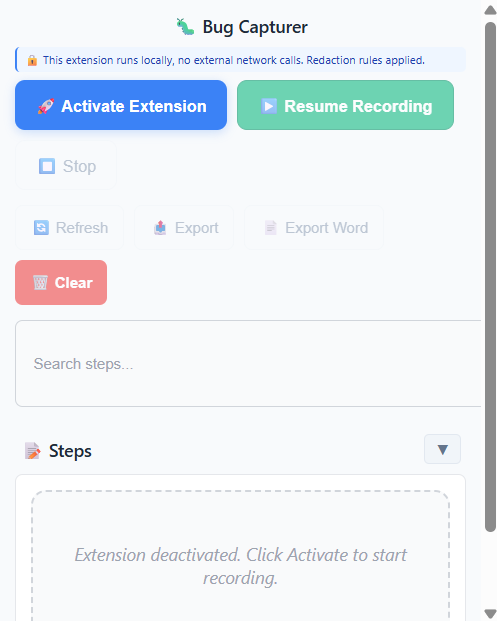 Bug Capturer
This extension runs locally, no external network calls. Redaction rules applied.
Activate Extension
Resume Recording
Stop
Refresh
Export
Export Word
Clear
Search steps...
Steps
Extension deactivated. Click Activate to start
recording.